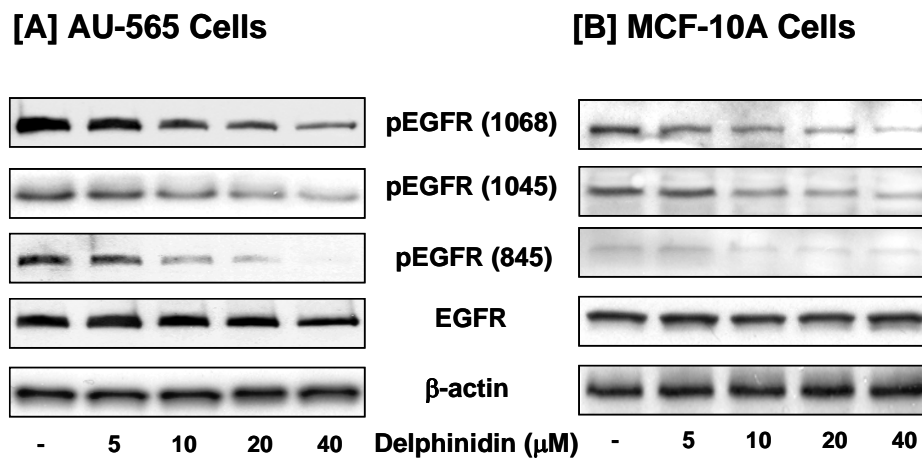 [A] AU-565 Cells
[B] MCF-10A Cells
pEGFR (1068)
pEGFR (1045)
pEGFR (845)
EGFR
β-actin
- 5 10 20 40 Delphinidin (μM) - 5 10 20 40